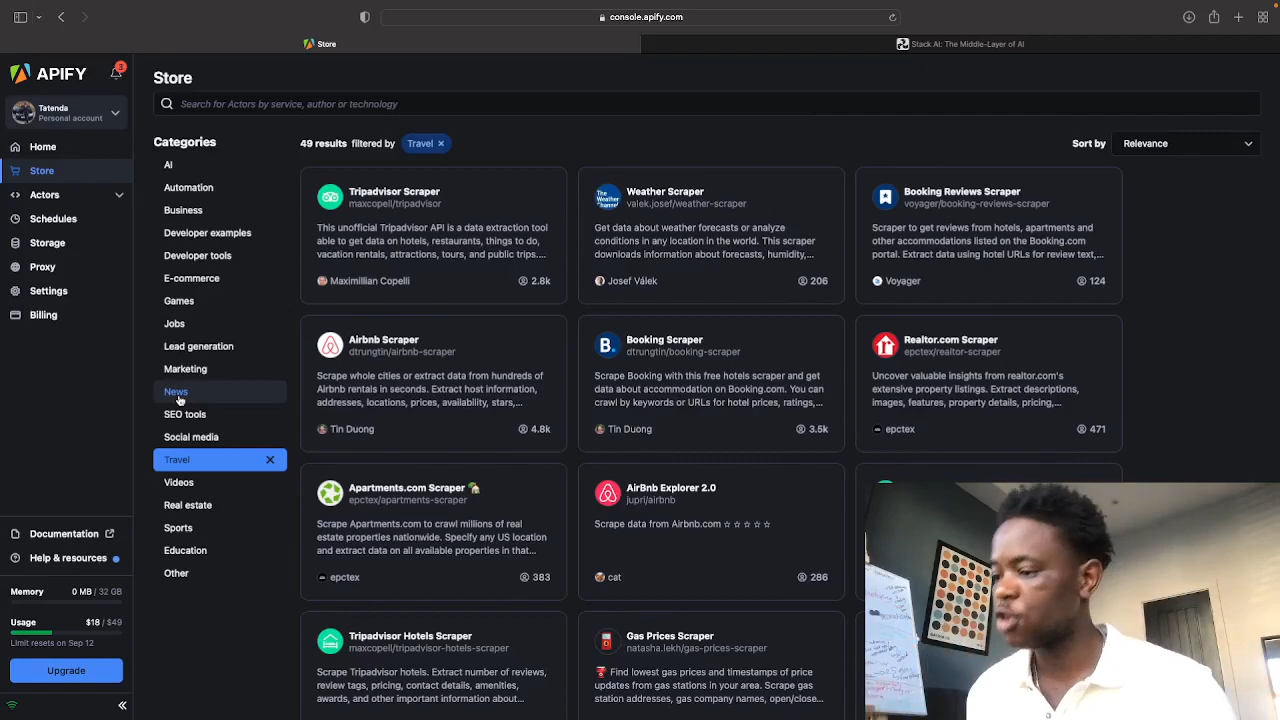 console.apify.com
Store
Stack AI: The Middle-Layer of AI
APIFY
3
Tatenda
Personal account
Home
Store
Actors
Schedules
Storage
Proxy
Settings
Billing
Documentation
Help & resources
Memory
0 MB / 32 GB
Usage
$18 / $49
Limit resets on Sep 12
Upgrade
Store
Search for Actors by service, author or technology
Categories
AI
Automation
Business
Developer examples
Developer tools
E-commerce
Games
Jobs
Lead generation
Marketing
News
SEO tools
Social media
Travel
Videos
Real estate
Sports
Education
Other
49 results filtered by Travel
Sort by Relevance
Tripadvisor Scraper
maxcopell/tripadvisor
This unofficial Tripadvisor API is a data extraction tool
able to get data on hotels, restaurants, things to do,
vacation rentals, attractions, tours, and public trips....
Maximillian Copelli 2.8k
The Weather Channel
Weather Scraper
valek.josef/weather-scraper
Get data about weather forecasts or analyze
conditions in any location in the world. This scraper
downloads information about forecasts, humidity,...
Josef Válek 206
Booking Reviews Scraper
voyager/booking-reviews-scraper
Scraper to get reviews from hotels, apartments and
other accommodations listed on the Booking.com
portal. Extract data using hotel URLs for review text,...
Voyager 124
Airbnb Scraper
dtrungtin/airbnb-scraper
Scrape whole cities or extract data from hundreds of
Airbnb rentals in seconds. Extract host information,
addresses, locations, prices, availability, stars,...
Tin Duong 4.8k
B.
Booking Scraper
dtrungtin/booking-scraper
Scrape Booking with this free hotels scraper and get
data about accommodation on Booking.com. You can
crawl by keywords or URLs for hotel prices, ratings,...
Tin Duong 3.5k
Realtor.com Scraper
epctex/realtor-scraper
Uncover valuable insights from realtor.com's
extensive property listings. Extract descriptions,
images, features, property details, pricing,...
epctex 471
Apartments.com Scraper 🏡
epctex/apartments-scraper
Scrape Apartments.com to crawl millions of real
estate properties nationwide. Specify any US location
and extract data on all available properties in that...
epctex 383
AirBnb Explorer 2.0
jupri/airbnb
Scrape data from Airbnb.com ☆ ☆ ☆ ☆ ☆
cat 286
Tripadvisor Hotels Scraper
maxcopell/tripadvisor-hotels-scraper
Scrape Tripadvisor hotels. Extract number of reviews,
review tags, pricing, contact details, amenities,
awards, and other important information about...
Gas Prices Scraper
natasha.lekh/gas-prices-scraper
⛽ Find lowest gas prices and timestamps of price
updates from gas stations in your area. Scrape gas
station addresses, gas company names, open/close...